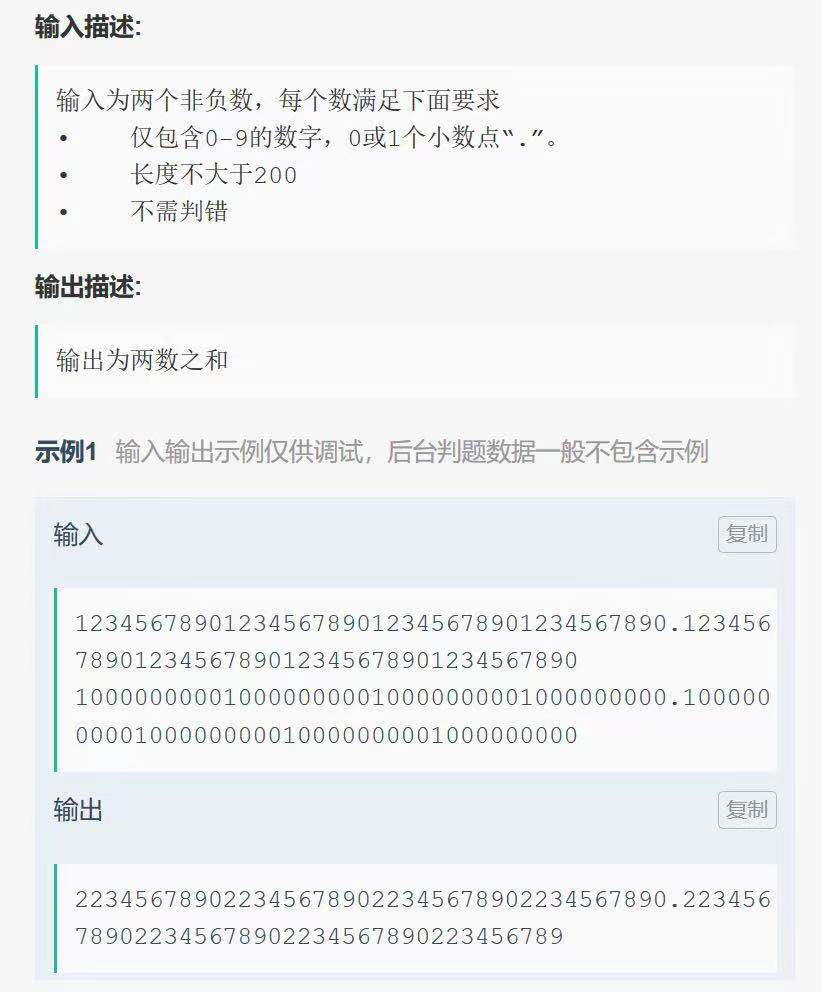 输入描述:
输入为两个非负数，每个数满足下面要求
• 仅包含0-9的数字，0或1个小数点“.”。
• 长度不大于200
• 不需判错
输出描述:
输出为两数之和
示例1 输入输出示例仅供调试，后台判题数据一般不包含示例
输入 复制
1234567890123456789012345678901234567890.123456
7890123456789012345678901234567890
1000000000100000000010000000001000000000.100000
0000100000000010000000001000000000
输出 复制
2234567890223456789022345678902234567890.223456
789022345678902234567890223456789